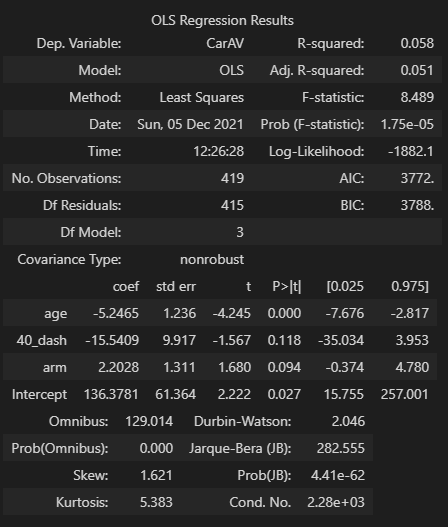 OLS Regression Results
Dep. Variable: CarAV R-squared: 0.058
Model: OLS Adj. R-squared: 0.051
Method: Least Squares F-statistic: 8.489
Date: Sun, 05 Dec 2021 Prob (F-statistic): 1.75e-05
Time: 12:26:28 Log-Likelihood: -1882.1
No. Observations: 419 AIC: 3772.
Df Residuals: 415 BIC: 3788.
Df Model: 3
Covariance Type: nonrobust
coef std err t P>|t| [0.025 0.975]
age -5.2465 1.236 -4.245 0.000 -7.676 -2.817
40_dash -15.5409 9.917 -1.567 0.118 -35.034 3.953
arm 2.2028 1.311 1.680 0.094 -0.374 4.780
Intercept 136.3781 61.364 2.222 0.027 15.755 257.001
Omnibus: 129.014 Durbin-Watson: 2.046
Prob(Omnibus): 0.000 Jarque-Bera (JB): 282.555
Skew: 1.621 Prob(JB): 4.41e-62
Kurtosis: 5.383 Cond. No. 2.28e+03